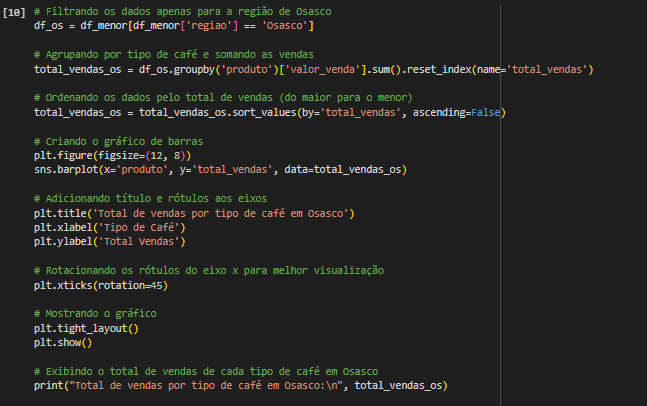 [10] # Filtrando os dados apenas para a região de Osasco
df_os = df_menor[df_menor['regiao'] == 'Osasco']
# Agrupando por tipo de café e somando as vendas
total_vendas_os = df_os.groupby('produto')['valor_venda'].sum().reset_index(name='total_vendas')
# Ordenando os dados pelo total de vendas (do maior para o menor)
total_vendas_os = total_vendas_os.sort_values(by='total_vendas', ascending=False)
# Criando o gráfico de barras
plt.figure(figsize=(12, 8))
sns.barplot(x='produto', y='total_vendas', data=total_vendas_os)
# Adicionando título e rótulos aos eixos
plt.title('Total de vendas por tipo de café em Osasco')
plt.xlabel('Tipo de Café')
plt.ylabel('Total Vendas')
# Rotacionando os rótulos do eixo x para melhor visualização
plt.xticks(rotation=45)
# Mostrando o gráfico
plt.tight_layout()
plt.show()
# Exibindo o total de vendas de cada tipo de café em Osasco
print("Total de vendas por tipo de café em Osasco:\n", total_vendas_os)